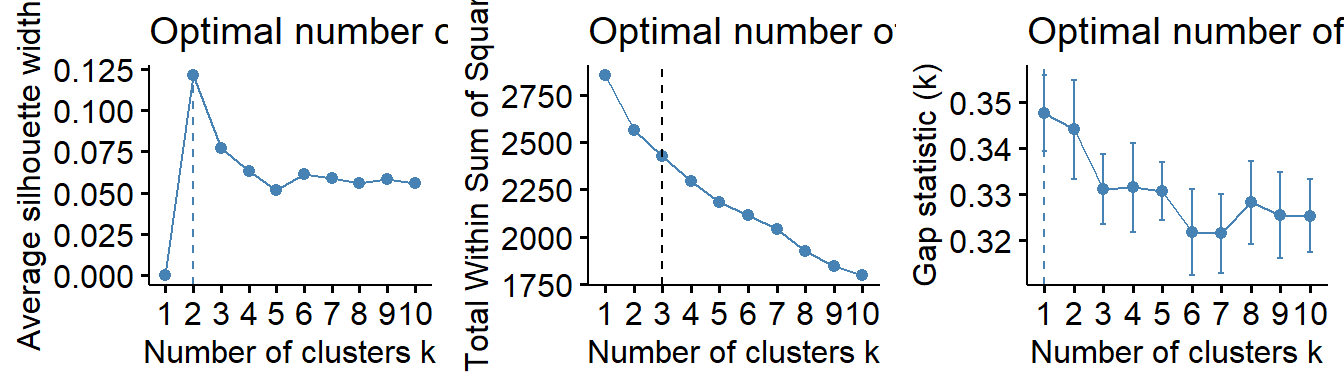 Optimal number o
Average silhouette width
0.125
0.100
0.075
0.050
0.025
0.000
1 2 3 4 5 6 7 8 9 10
Number of clusters k
Optimal number of
Total Within Sum of Squar
2750
2500
2250
2000
1750
1 2 3 4 5 6 7 8 9 10
Number of clusters k
Optimal number of
Gap statistic (k)
0.35
0.34
0.33
0.32
1 2 3 4 5 6 7 8 9 10
Number of clusters k